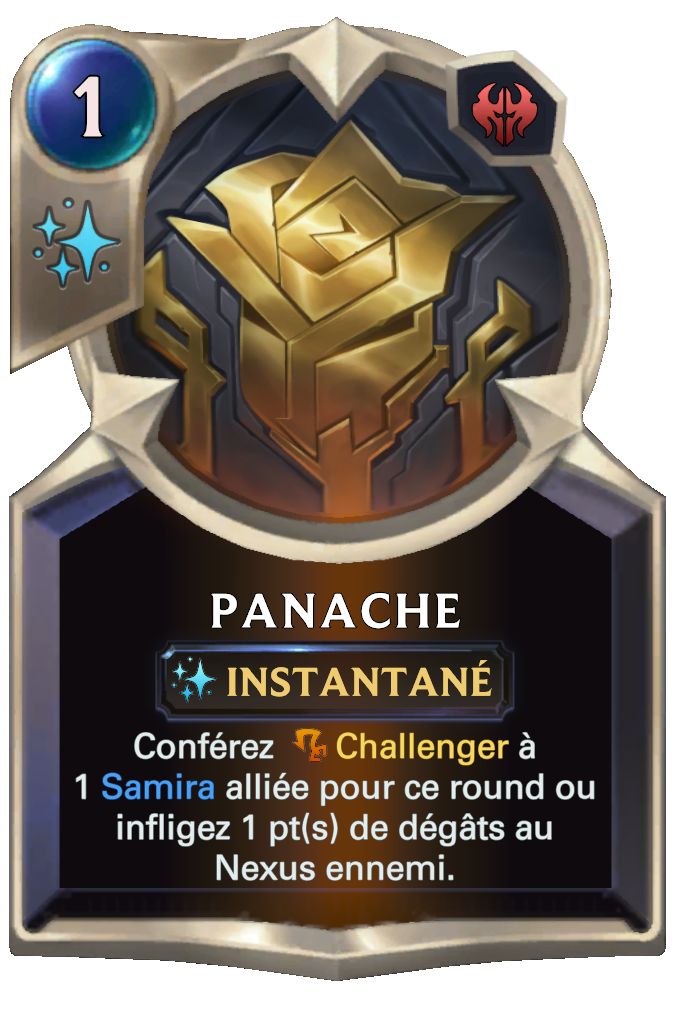 1
PANACHE
INSTANTANÉ
Conférez Challenger à
1 Samira alliée pour ce round ou
infligez 1 pt(s) de dégâts au
Nexus ennemi.